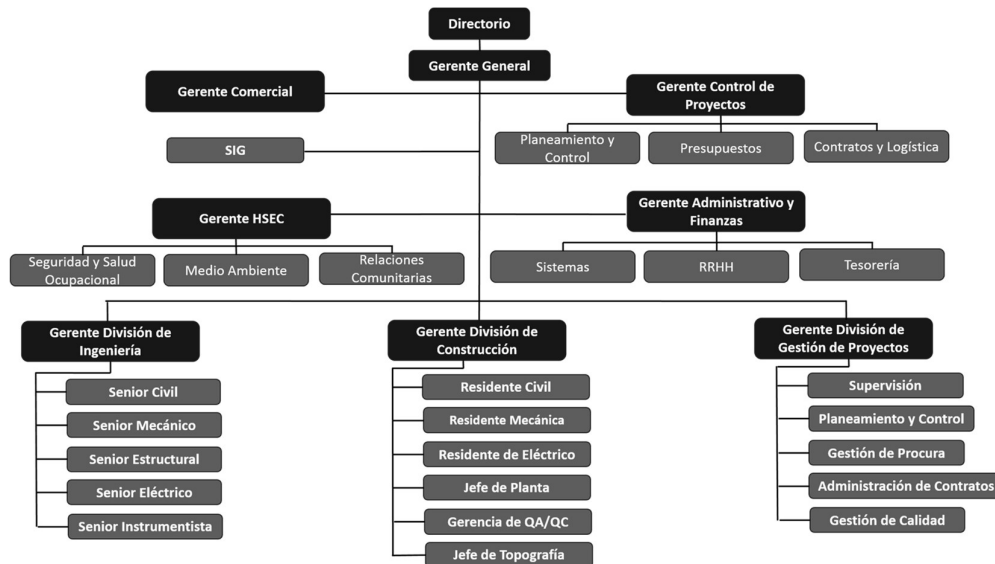 Directorio
Gerente General
Gerente Comercial
Gerente Control de
Proyectos
SIG
Planeamiento y
Control
Presupuestos
Contratos y Logística
Gerente HSEC
Gerente Administrativo y
Finanzas
Seguridad y Salud
Ocupacional
Medio Ambiente
Relaciones
Comunitarias
Sistemas
RRHH
Tesorería
Gerente División de
Ingeniería
Senior Civil
Senior Mecánico
Senior Estructural
Senior Eléctrico
Senior Instrumentista
Gerente División de
Construcción
Residente Civil
Residente Mecánica
Residente de Eléctrico
Jefe de Planta
Gerencia de QA/QC
Jefe de Topografía
Gerente División de
Gestión de Proyectos
Supervisión
Planeamiento y Control
Gestión de Procura
Administración de Contratos
Gestión de Calidad